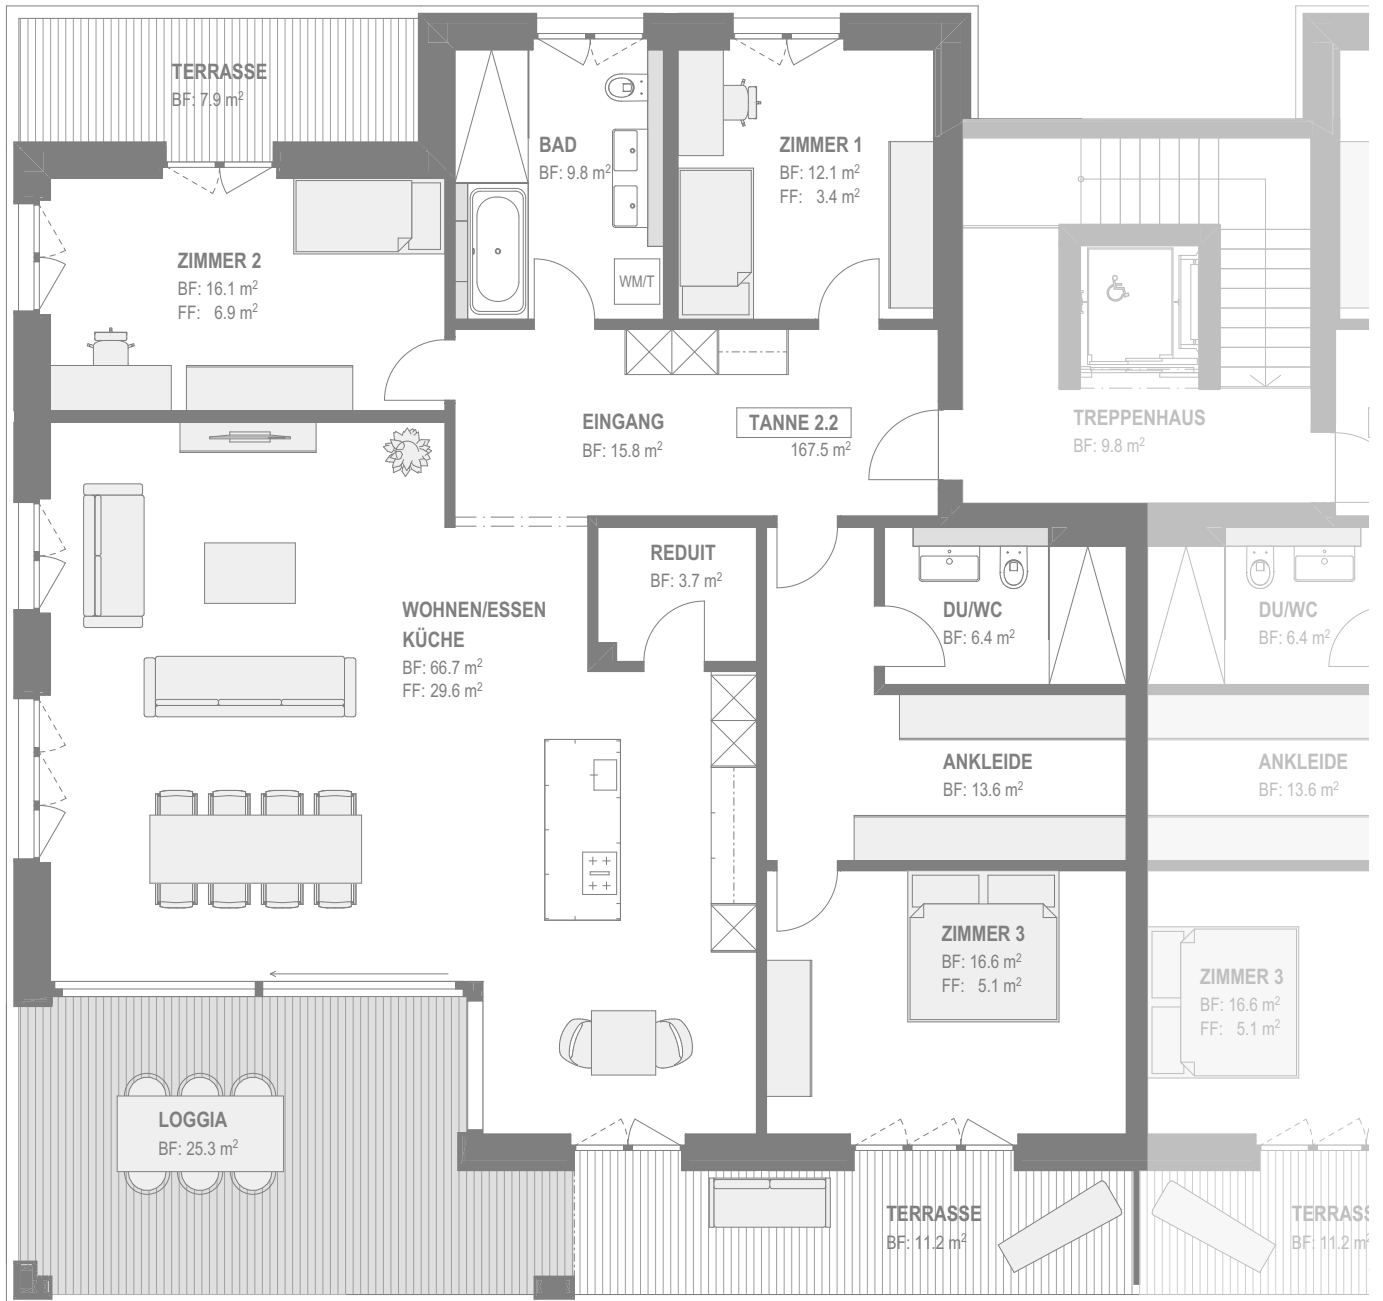 TERRASSE
BF: 7.9 m²
BAD
BF: 9.8 m²
ZIMMER 1
BF: 12.1 m²
FF: 3.4 m²
ZIMMER 2
BF: 16.1 m²
FF: 6.9 m²
WM/T
EINGANG
BF: 15.8 m²
TANNE 2.2
167.5 m²
TREPPENHAUS
BF: 9.8 m²
REDUIT
BF: 3.7 m²
WOHNEN/ESSEN
KÜCHE
BF: 66.7 m²
FF: 29.6 m²
DU/WC
BF: 6.4 m²
DU/WC
BF: 6.4 m²
ANKLEIDE
BF: 13.6 m²
ANKLEIDE
BF: 13.6 m²
ZIMMER 3
BF: 16.6 m²
FF: 5.1 m²
ZIMMER 3
BF: 16.6 m²
FF: 5.1 m²
LOGGIA
BF: 25.3 m²
TERRASSE
BF: 11.2 m²
TERRASS
BF: 11.2 m²